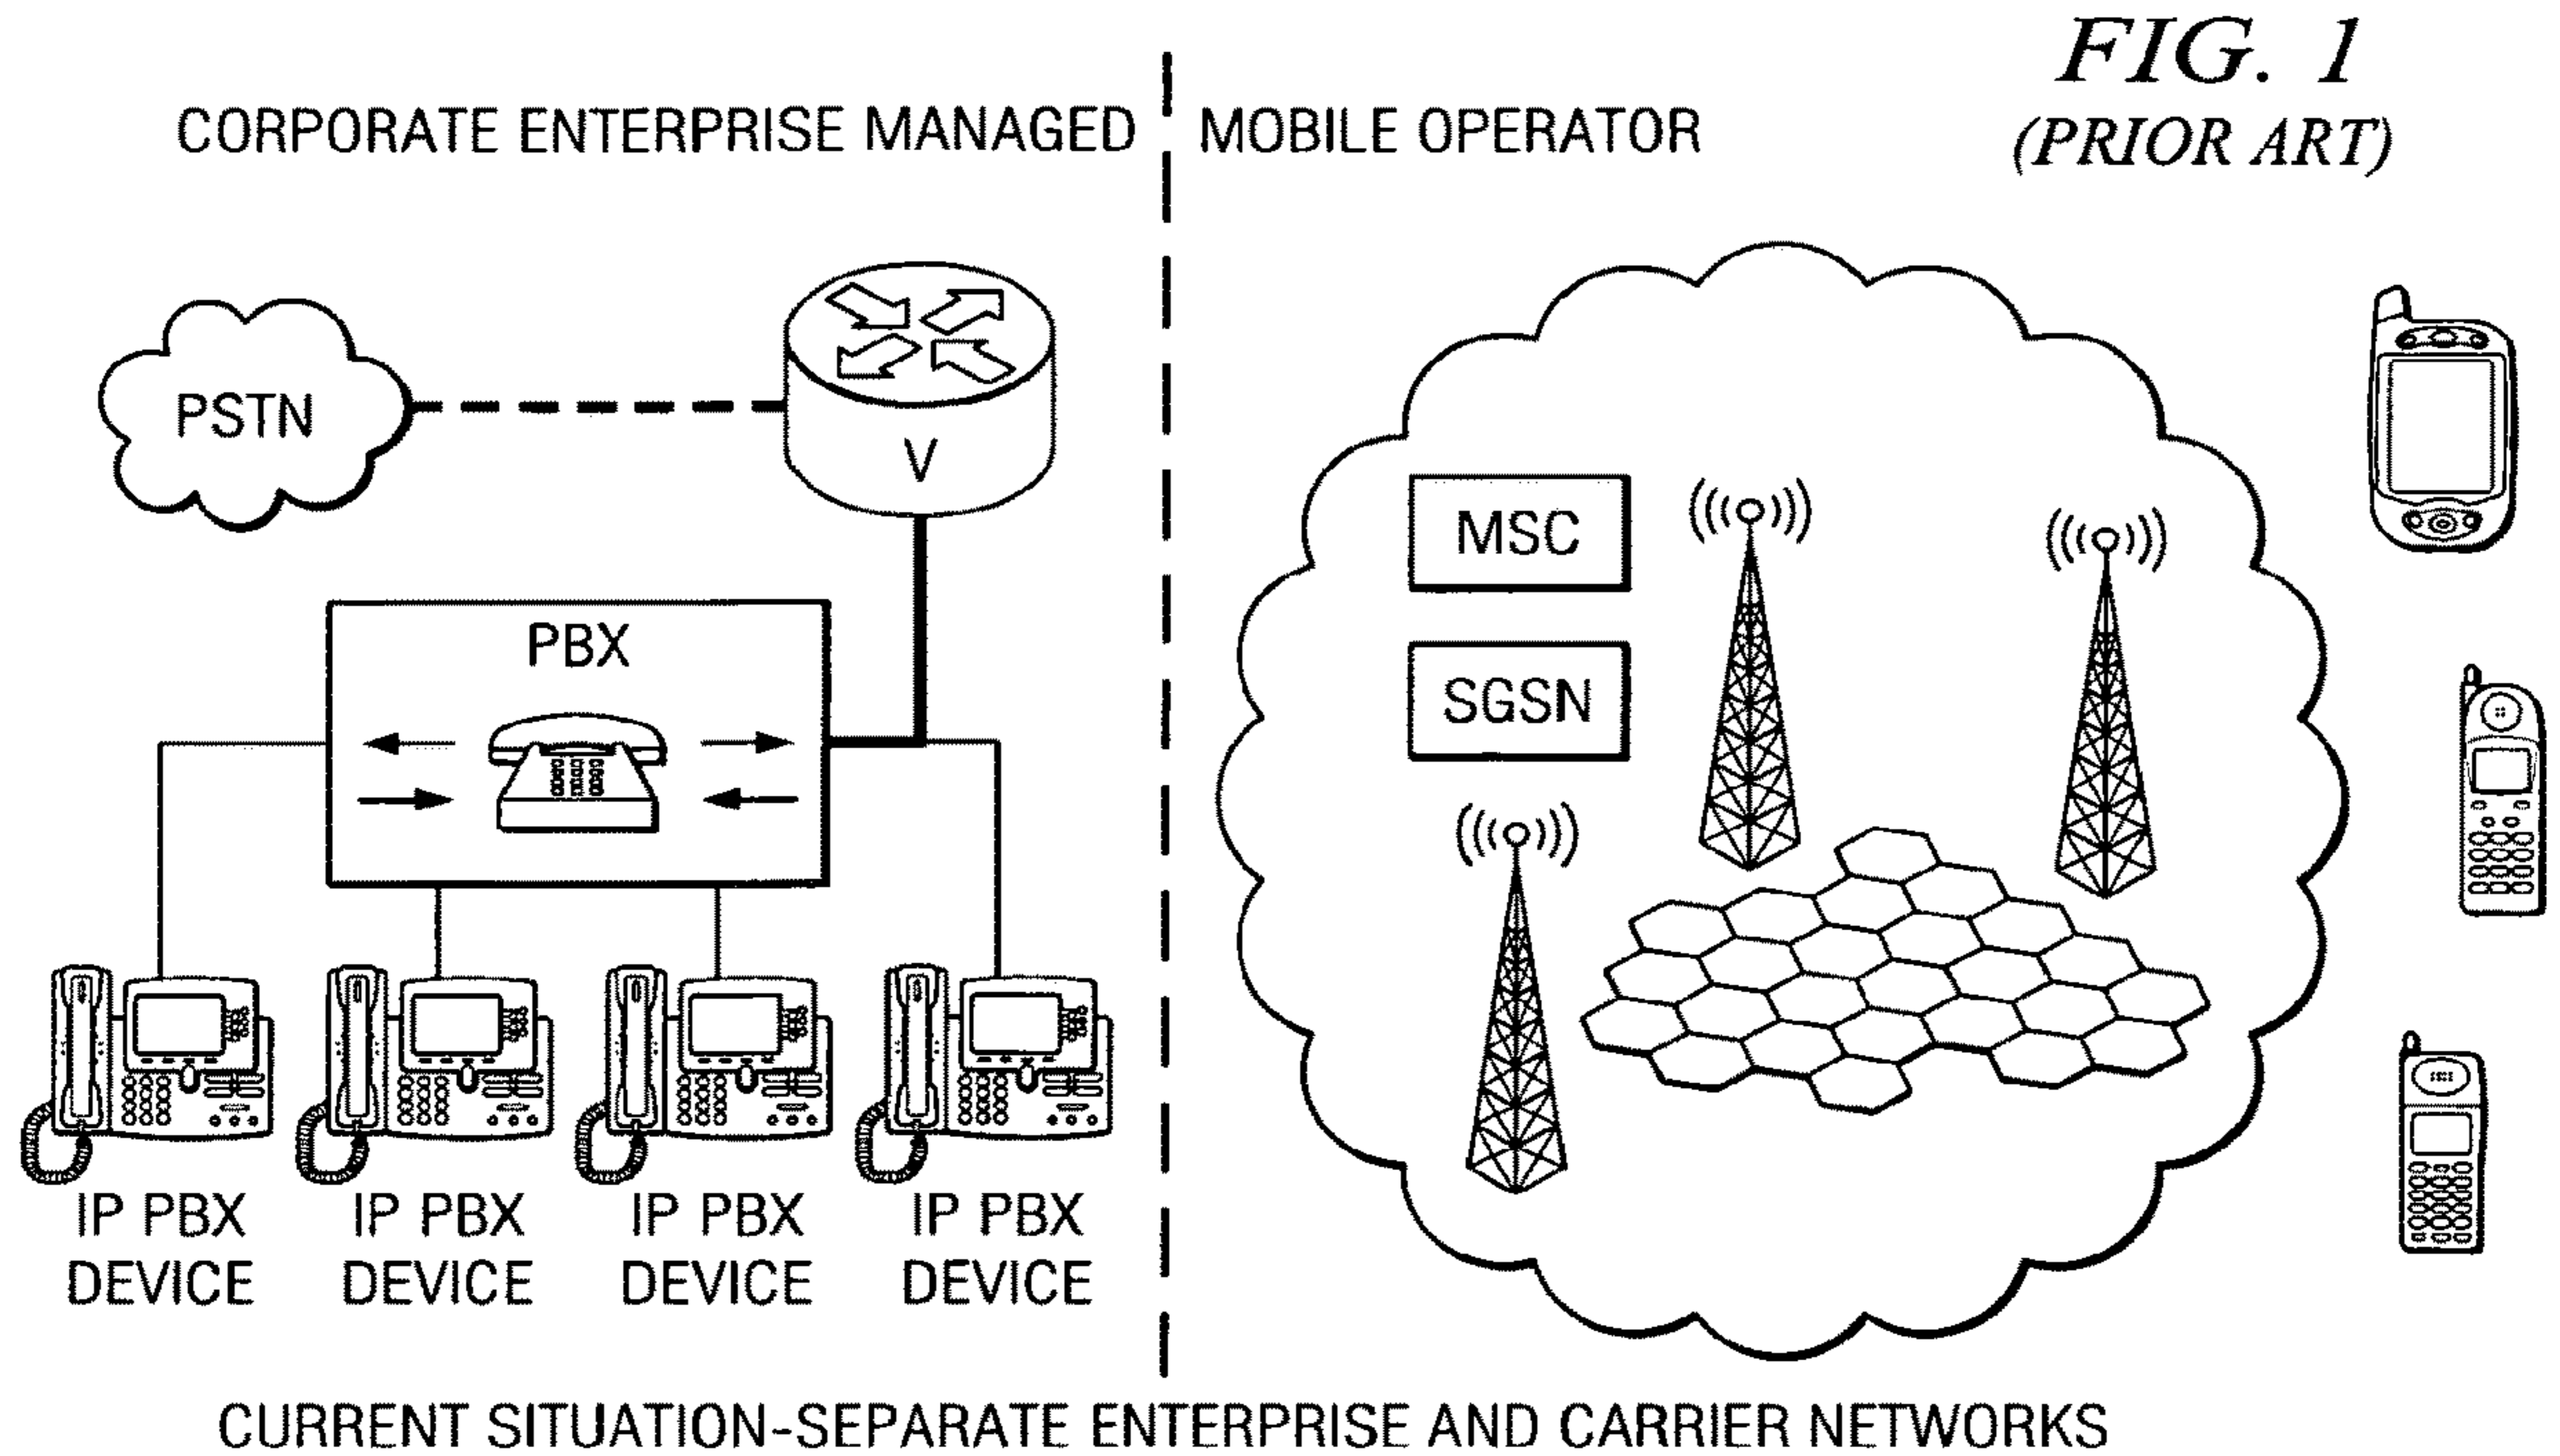 FIG. 1
(PRIOR ART)
CORPORATE ENTERPRISE MANAGED
MOBILE OPERATOR
PSTN
V
MSC
PBX
SGSN
IP PBX
DEVICE
IP PBX
DEVICE
IP PBX
DEVICE
IP PBX
DEVICE
CURRENT SITUATION-SEPARATE ENTERPRISE AND CARRIER NETWORKS